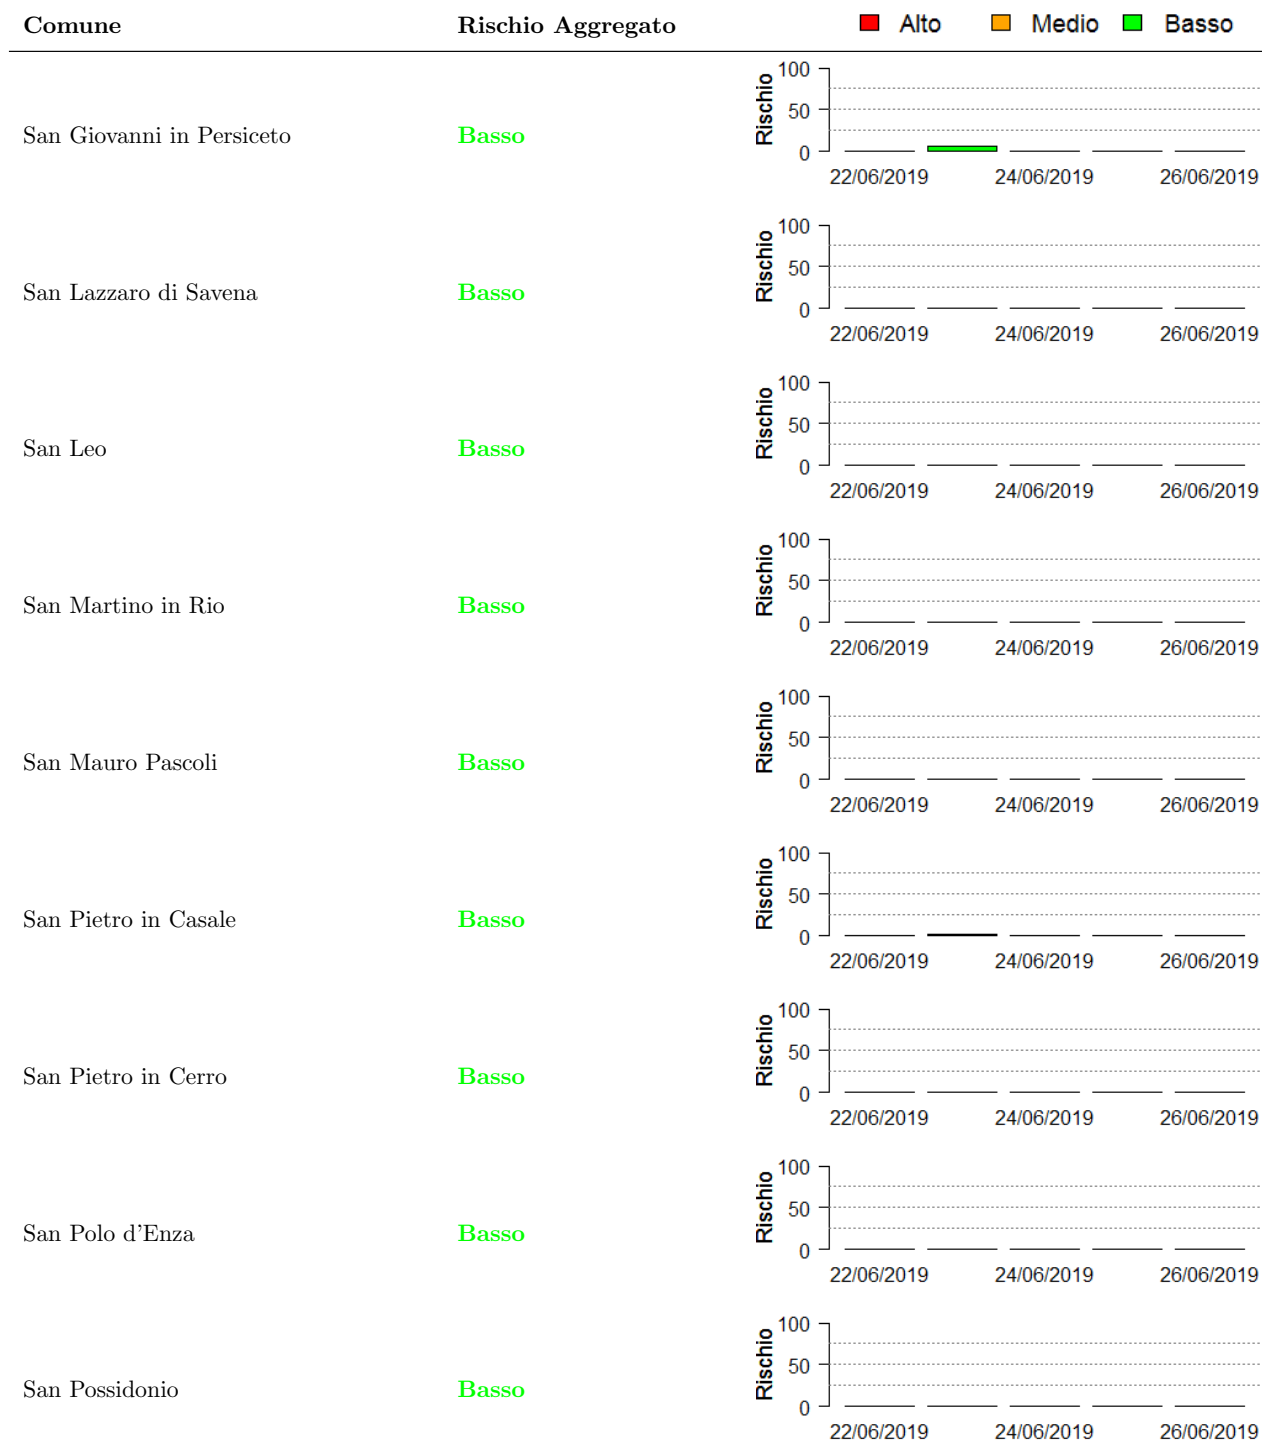 Comune Rischio Aggregato Alto Medio Basso
San Giovanni in Persiceto Basso Rischio 100 50 0
22/06/2019 24/06/2019 26/06/2019
San Lazzaro di Savena Basso Rischio 100 50 0
22/06/2019 24/06/2019 26/06/2019
San Leo Basso Rischio 100 50 0
22/06/2019 24/06/2019 26/06/2019
San Martino in Rio Basso Rischio 100 50 0
22/06/2019 24/06/2019 26/06/2019
San Mauro Pascoli Basso Rischio 100 50 0
22/06/2019 24/06/2019 26/06/2019
San Pietro in Casale Basso Rischio 100 50 0
22/06/2019 24/06/2019 26/06/2019
San Pietro in Cerro Basso Rischio 100 50 0
22/06/2019 24/06/2019 26/06/2019
San Polo d'Enza Basso Rischio 100 50 0
22/06/2019 24/06/2019 26/06/2019
San Possidonio Basso Rischio 100 50 0
22/06/2019 24/06/2019 26/06/2019